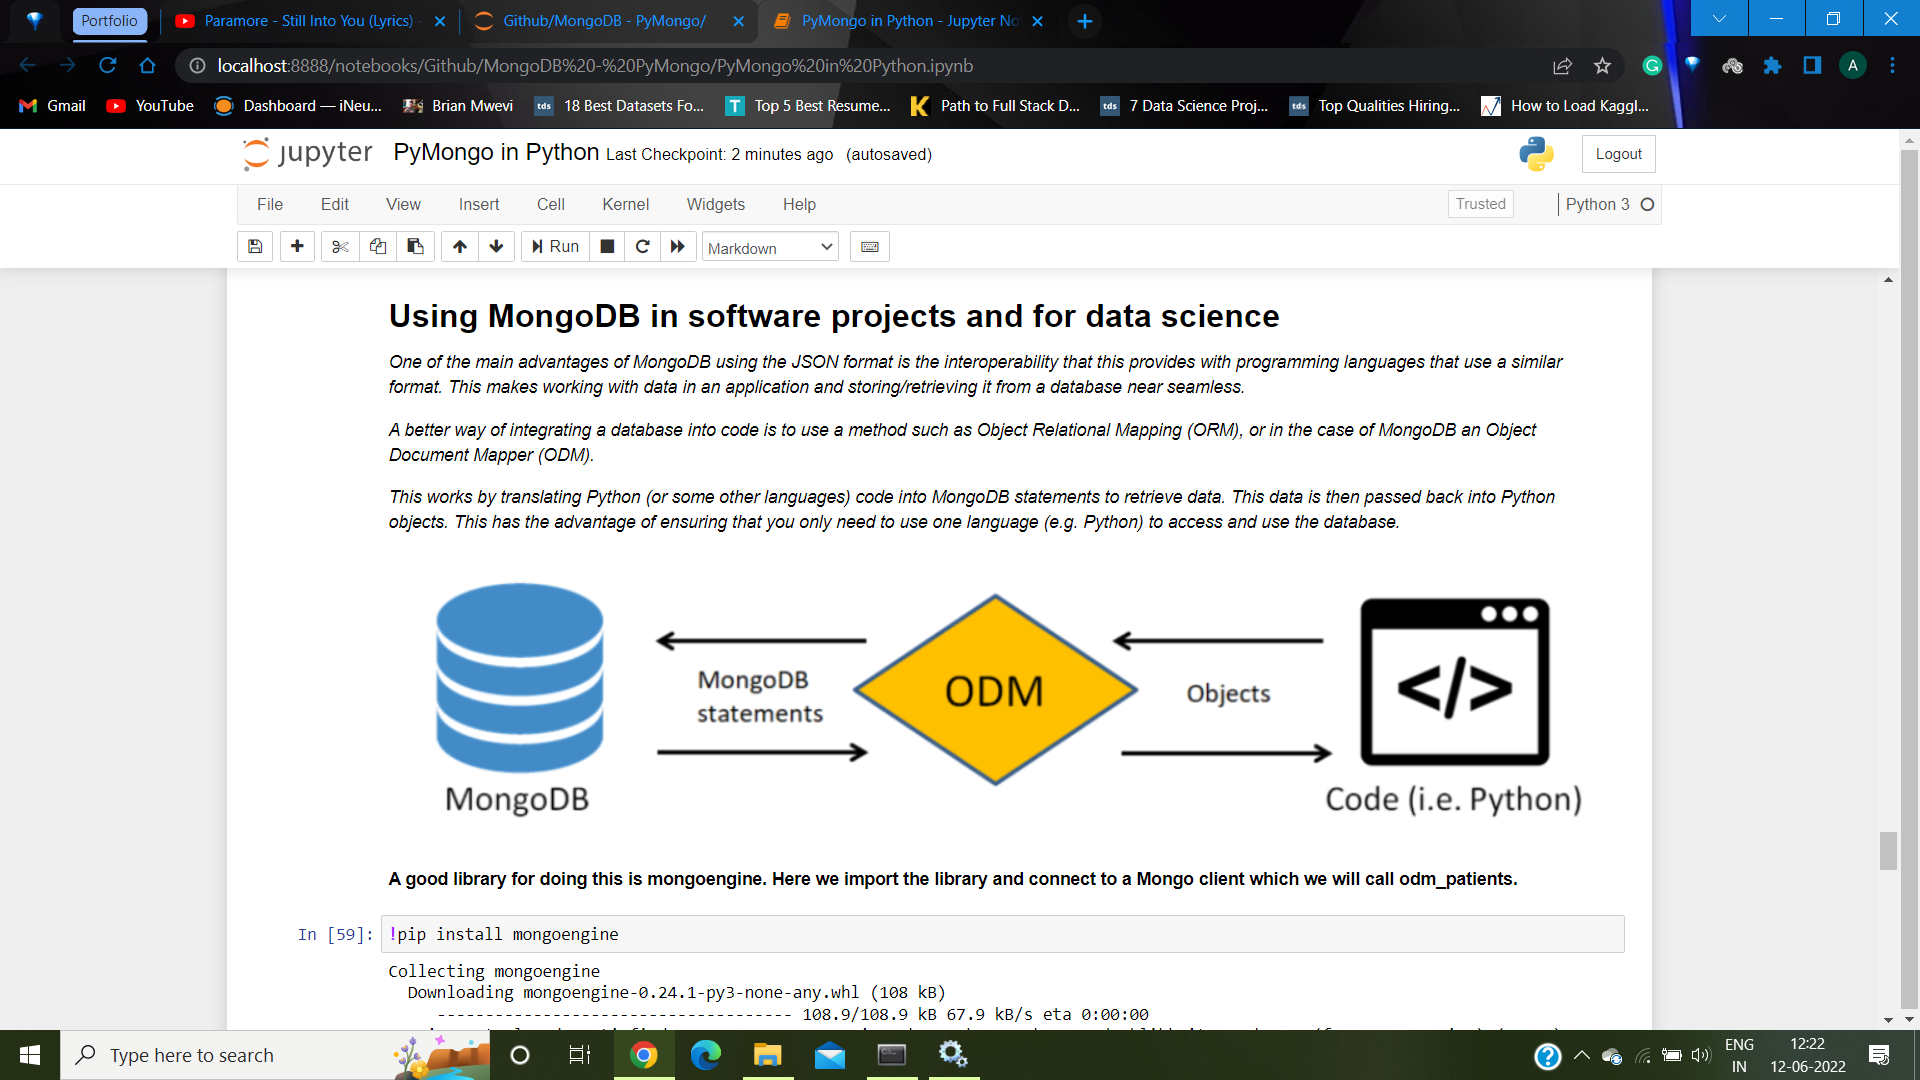 Portfolio
Paramore - Still Into You (Lyrics) -
Github/MongoDB - PyMongo/
PyMongo in Python - Jupyter No
localhost:8888/notebooks/Github/MongoDB%20-%20PyMongo/PyMongo%20in%20Python.ipynb
A
Gmail
YouTube
Dashboard — iNeu...
Brian Mwevi
tds 18 Best Datasets Fo...
T Top 5 Best Resume...
K Path to Full Stack D...
tds 7 Data Science Proj...
tds Top Qualities Hiring...
How to Load Kaggl...
jupyter PyMongo in Python Last Checkpoint: 2 minutes ago (autosaved)
Logout
File Edit View Insert Cell Kernel Widgets Help
Trusted
Python 3
Run
Markdown
Using MongoDB in software projects and for data science
One of the main advantages of MongoDB using the JSON format is the interoperability that this provides with programming languages that use a similar
format. This makes working with data in an application and storing/retrieving it from a database near seamless.
A better way of integrating a database into code is to use a method such as Object Relational Mapping (ORM), or in the case of MongoDB an Object
Document Mapper (ODM).
This works by translating Python (or some other languages) code into MongoDB statements to retrieve data. This data is then passed back into Python
objects. This has the advantage of ensuring that you only need to use one language (e.g. Python) to access and use the database.
MongoDB
statements
ODM
Objects
</>
MongoDB
Code (i.e. Python)
A good library for doing this is mongoengine. Here we import the library and connect to a Mongo client which we will call odm_patients.
In [59]: !pip install mongoengine
Collecting mongoengine
Downloading mongoengine-0.24.1-py3-none-any.whl (108 kB)
------------------------------------- 108.9/108.9 kB 67.9 kB/s eta 0:00:00
Type here to search
ENG
IN
12:22
12-06-2022